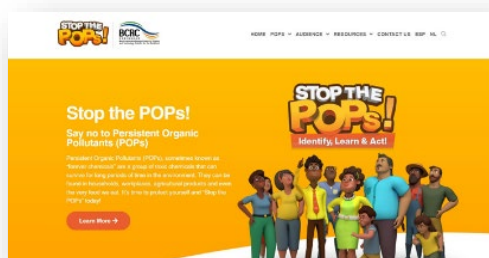 STOP THE
POPs!
BCRC
HOME POPS AUDIENCE RESOURCES CONTACT US ESP NL
Stop the POPs!
Say no to Persistent Organic
Pollutants (POPs)
Persistent Organic Pollutants (POPs), sometimes known as
"forever chemicals" are a group of toxic chemicals that can
survive for long periods of time in the environment. They can be
found in households, workplaces, agricultural products and even
the very food we eat. It's time to protect yourself and "Stop the
POPs" today!
Learn More →
STOP THE
POPs!
Identify, Learn & Act!